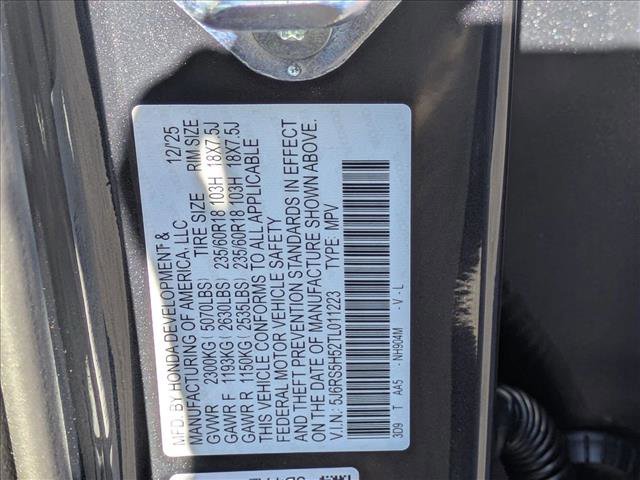 MFD BY HONDA DEVELOPMENT & 12/'25
MANUFACTURING OF AMERICA, LLC
TIRE SIZE RIM SIZE
GVWR 2300KG ( 5070LBS) 235/60R18 103H 18X7.5J
GAWR F 1193KG ( 2630LBS) 235/60R18 103H 18X7.5J
GAWR R 1150KG ( 2535LBS)
THIS VEHICLE CONFORMS TO ALL APPLICABLE
FEDERAL MOTOR VEHICLE SAFETY
AND THEFT PREVENTION STANDARDS IN EFFECT
ON THE DATE OF MANUFACTURE SHOWN ABOVE.
V.I.N.: 5J8RS5H52TL011223 TYPE: MPV
3D9 T AA5 -NH904M -V-L